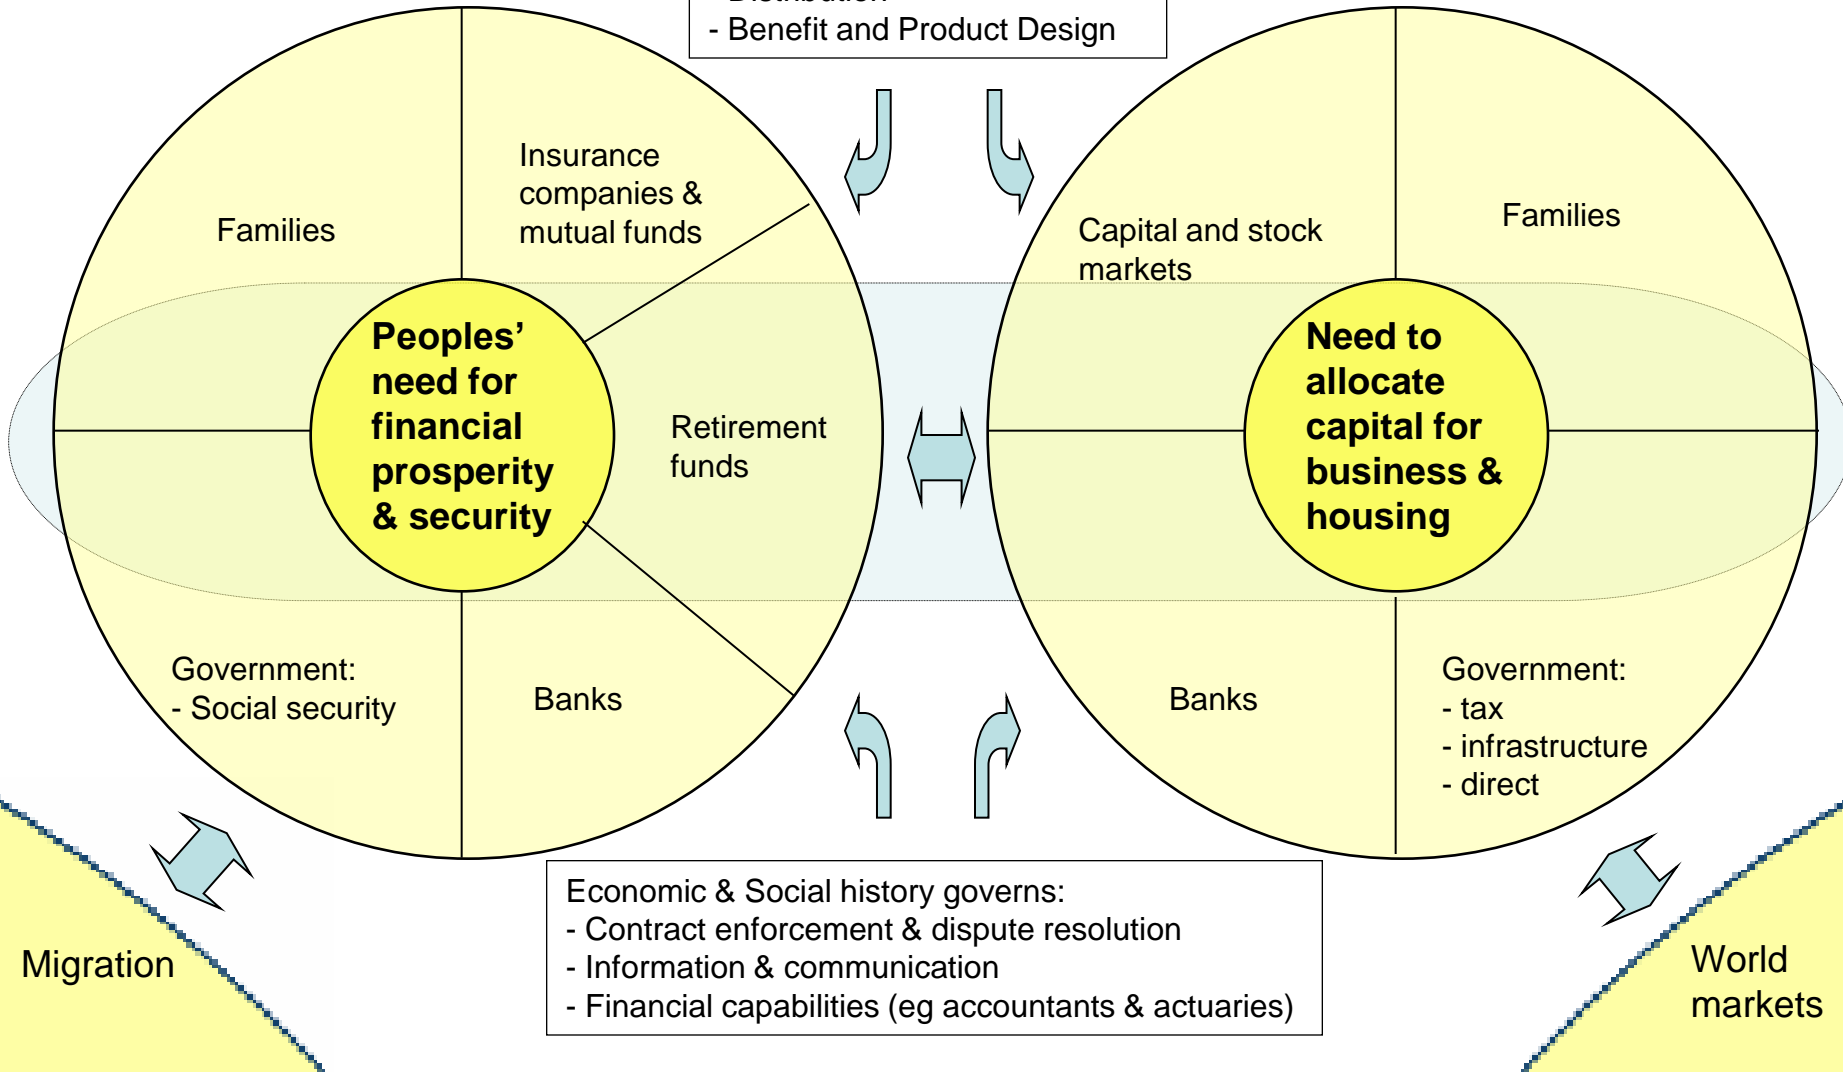 - Benefit and Product Design
Families
Insurance
companies &
mutual funds
Retirement
funds
Peoples’
need for
financial
prosperity
& security
Government:
- Social security
Banks
Capital and stock
markets
Families
Need to
allocate
capital for
business &
housing
Banks
Government:
- tax
- infrastructure
- direct
Migration
Economic & Social history governs:
- Contract enforcement & dispute resolution
- Information & communication
- Financial capabilities (eg accountants & actuaries)
World
markets